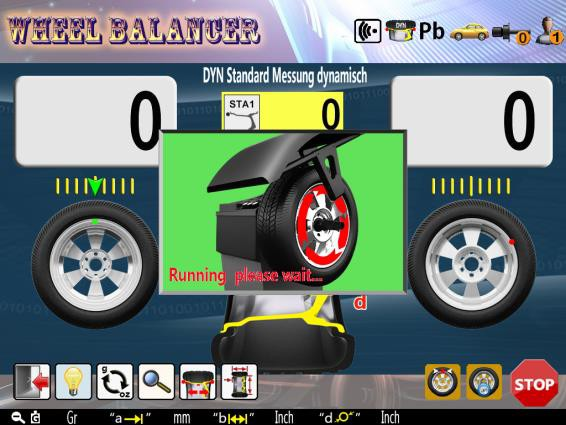 WHEEL BALANCER
DYN Pb 0 1
DYN Standard Messung dynamisch
0
STA1 0
0
Running please wait...
d
g
oz
STOP
G Gr "a→I" mm "bI↔I" Inch "d" Inch